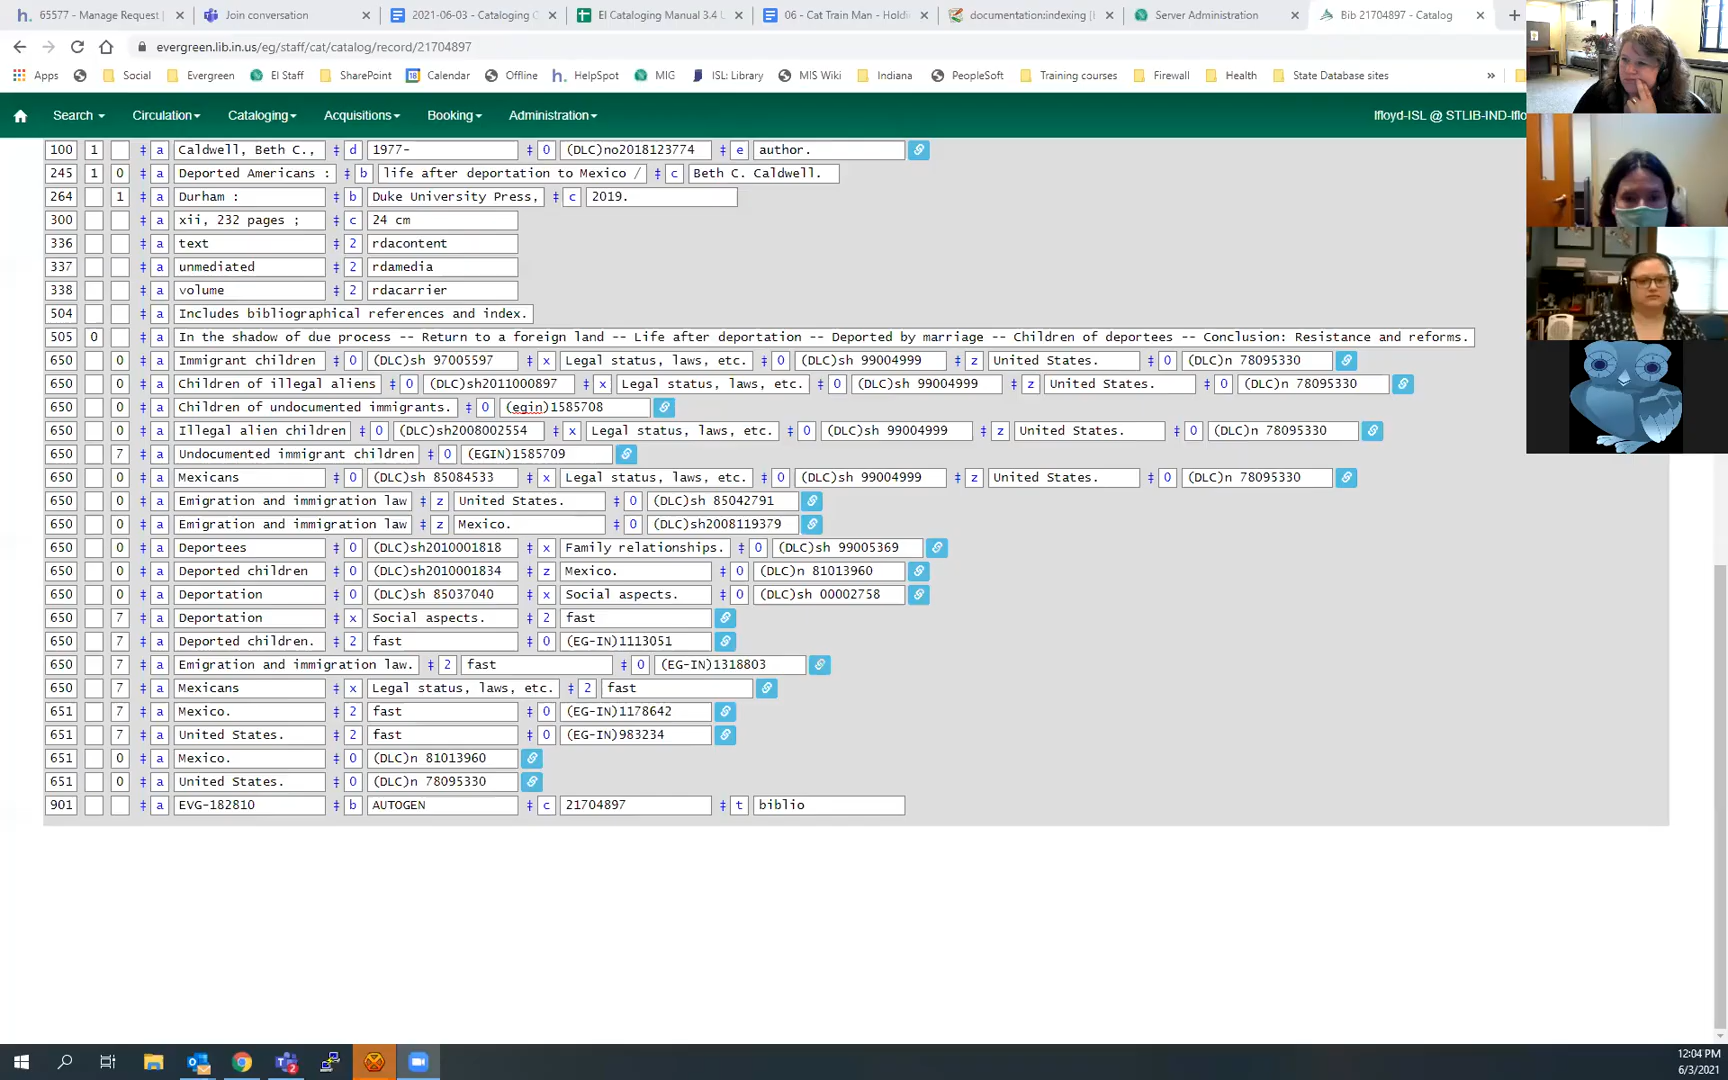 65577 - Manage Request | Join conversation 2021-06-03 - Cataloging C EI Cataloging Manual 3.4 L 06 - Cat Train Man - Holdi documentation:indexing [ Server Administration Bib 21704897 - Catalog
evergreen.lib.in.us/eg/staff/cat/catalog/record/21704897
Apps Social Evergreen EI Staff SharePoint 18 Calendar Offline h. HelpSpot MIG ISL: Library MIS Wiki Indiana PeopleSoft Training courses Firewall Health State Database sites »
Search Circulation Cataloging Acquisitions Booking Administration lfloyd-ISL @ STLIB-IND-lflo
100 1 ‡ a Caldwell, Beth C., ‡ d 1977- ‡ 0 (DLC)no2018123774 ‡ e author.
245 1 0 ‡ a Deported Americans : ‡ b life after deportation to Mexico / ‡ c Beth C. Caldwell.
264 1 ‡ a Durham : ‡ b Duke University Press, ‡ c 2019.
300 ‡ a xii, 232 pages ; ‡ c 24 cm
336 ‡ a text ‡ 2 rdacontent
337 ‡ a unmediated ‡ 2 rdamedia
338 ‡ a volume ‡ 2 rdacarrier
504 ‡ a Includes bibliographical references and index.
505 0 ‡ a In the shadow of due process -- Return to a foreign land -- Life after deportation -- Deported by marriage -- Children of deportees -- Conclusion: Resistance and reforms.
650 0 ‡ a Immigrant children ‡ 0 (DLC)sh 97005597 ‡ x Legal status, laws, etc. ‡ 0 (DLC)sh 99004999 ‡ z United States. ‡ 0 (DLC)n 78095330
650 0 ‡ a Children of illegal aliens ‡ 0 (DLC)sh2011000897 ‡ x Legal status, laws, etc. ‡ 0 (DLC)sh 99004999 ‡ z United States. ‡ 0 (DLC)n 78095330
650 0 ‡ a Children of undocumented immigrants. ‡ 0 (egin)1585708
650 0 ‡ a Illegal alien children ‡ 0 (DLC)sh2008002554 ‡ x Legal status, laws, etc. ‡ 0 (DLC)sh 99004999 ‡ z United States. ‡ 0 (DLC)n 78095330
650 7 ‡ a Undocumented immigrant children ‡ 0 (EGIN)1585709
650 0 ‡ a Mexicans ‡ 0 (DLC)sh 85084533 ‡ x Legal status, laws, etc. ‡ 0 (DLC)sh 99004999 ‡ z United States. ‡ 0 (DLC)n 78095330
650 0 ‡ a Emigration and immigration law ‡ z United States. ‡ 0 (DLC)sh 85042791
650 0 ‡ a Emigration and immigration law ‡ z Mexico. ‡ 0 (DLC)sh2008119379
650 0 ‡ a Deportees ‡ 0 (DLC)sh2010001818 ‡ x Family relationships. ‡ 0 (DLC)sh 99005369
650 0 ‡ a Deported children ‡ 0 (DLC)sh2010001834 ‡ z Mexico. ‡ 0 (DLC)n 81013960
650 0 ‡ a Deportation ‡ 0 (DLC)sh 85037040 ‡ x Social aspects. ‡ 0 (DLC)sh 00002758
650 7 ‡ a Deportation ‡ x Social aspects. ‡ 2 fast
650 7 ‡ a Deported children. ‡ 2 fast ‡ 0 (EG-IN)1113051
650 7 ‡ a Emigration and immigration law. ‡ 2 fast ‡ 0 (EG-IN)1318803
650 7 ‡ a Mexicans ‡ x Legal status, laws, etc. ‡ 2 fast
651 7 ‡ a Mexico. ‡ 2 fast ‡ 0 (EG-IN)1178642
651 7 ‡ a United States. ‡ 2 fast ‡ 0 (EG-IN)983234
651 0 ‡ a Mexico. ‡ 0 (DLC)n 81013960
651 0 ‡ a United States. ‡ 0 (DLC)n 78095330
901 ‡ a EVG-182810 ‡ b AUTOGEN ‡ c 21704897 ‡ t biblio
12:04 PM
6/3/2021